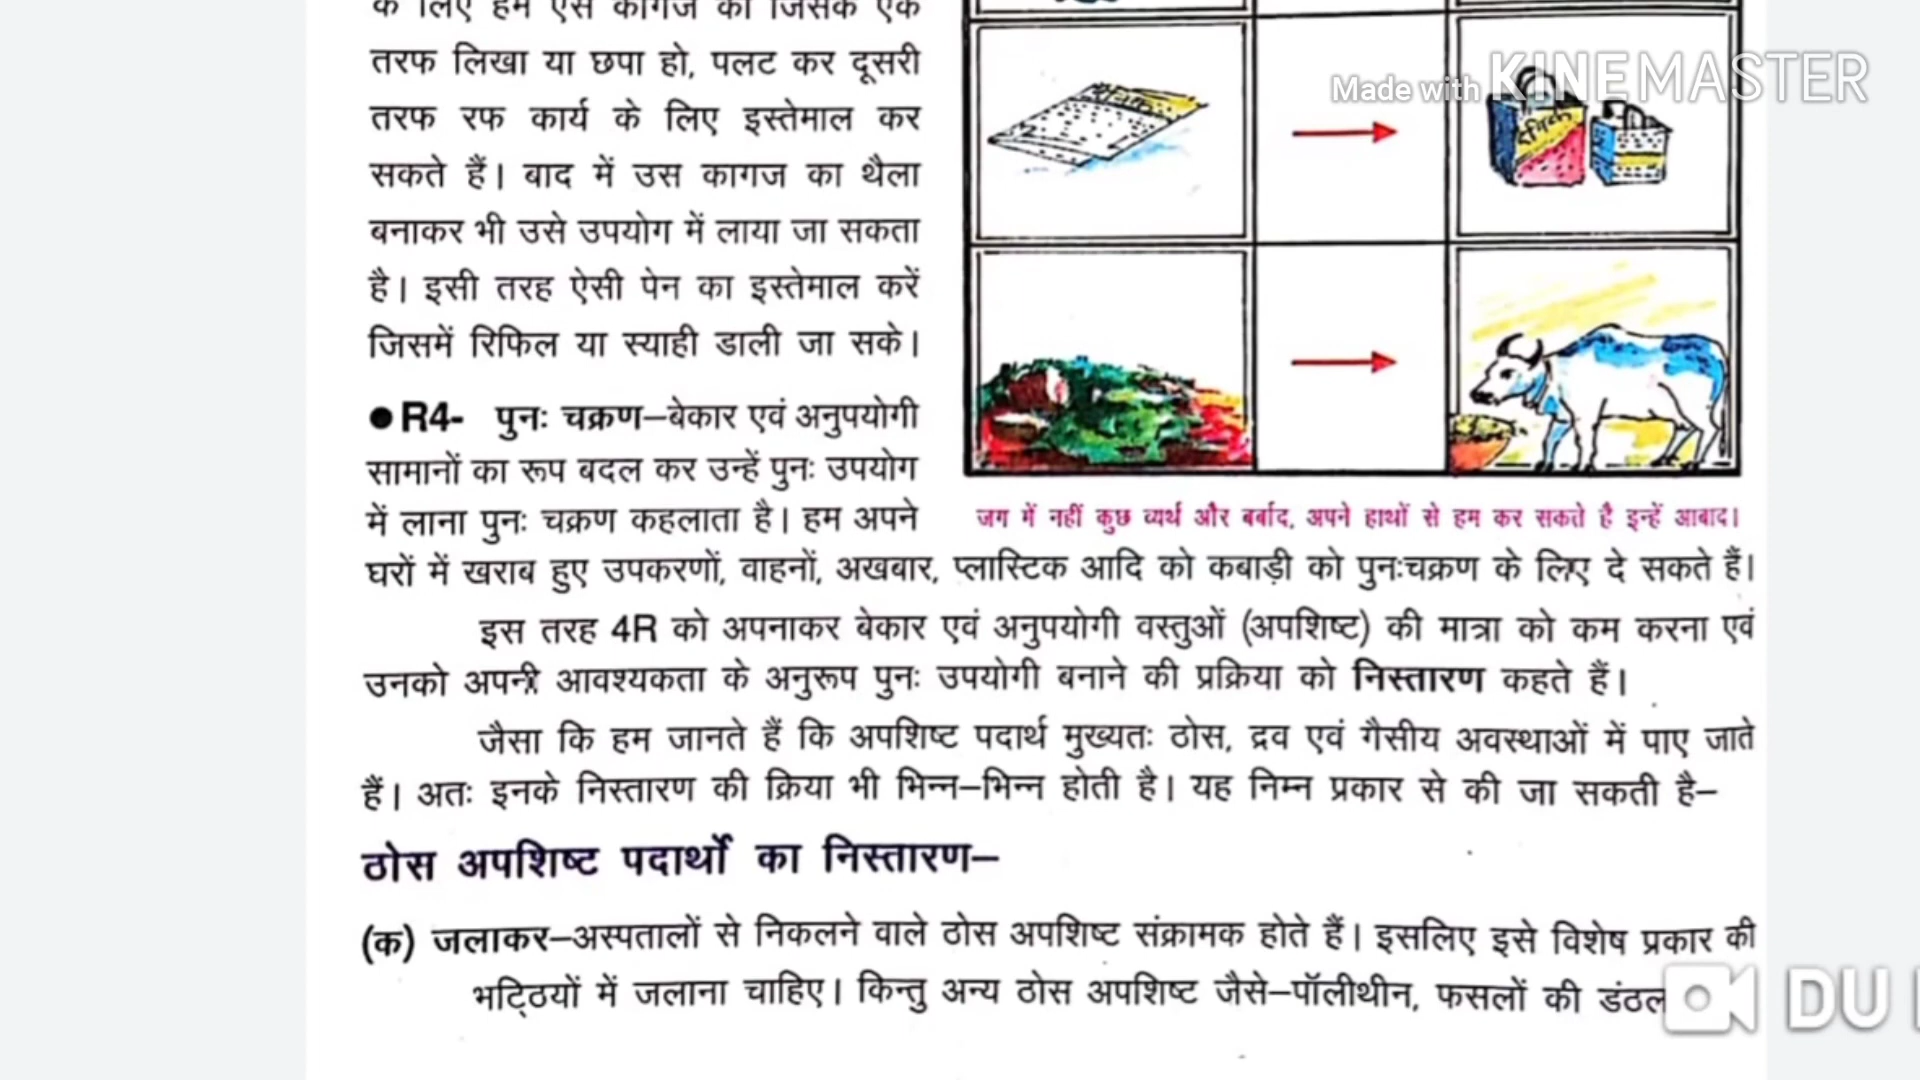 के लिए हम ऐसे कागज को जिसके एक
तरफ लिखा या छपा हो, पलट कर दूसरी
तरफ रफ कार्य के लिए इस्तेमाल कर
सकते हैं। बाद में उस कागज का थैला
बनाकर भी उसे उपयोग में लाया जा सकता
है। इसी तरह ऐसी पेन का इस्तेमाल करें
जिसमें रिफिल या स्याही डाली जा सके।
●R4- पुनः चक्रण–बेकार एवं अनुपयोगी
सामानों का रूप बदल कर उन्हें पुनः उपयोग
में लाना पुनः चक्रण कहलाता है। हम अपने
घरों में खराब हुए उपकरणों, वाहनों, अखबार, प्लास्टिक आदि को कबाड़ी को पुनःचक्रण के लिए दे सकते हैं।
Made with KINEMASTER
जग में नहीं कुछ व्यर्थ और बर्बाद, अपने हाथों से हम कर सकते है इन्हें आबाद।
इस तरह 4R को अपनाकर बेकार एवं अनुपयोगी वस्तुओं (अपशिष्ट) की मात्रा को कम करना एवं
उनको अपनी आवश्यकता के अनुरूप पुनः उपयोगी बनाने की प्रक्रिया को निस्तारण कहते हैं।
जैसा कि हम जानते हैं कि अपशिष्ट पदार्थ मुख्यतः ठोस, द्रव एवं गैसीय अवस्थाओं में पाए जाते
हैं। अतः इनके निस्तारण की क्रिया भी भिन्न–भिन्न होती है। यह निम्न प्रकार से की जा सकती है–
ठोस अपशिष्ट पदार्थों का निस्तारण–
(क) जलाकर–अस्पतालों से निकलने वाले ठोस अपशिष्ट संक्रामक होते हैं। इसलिए इसे विशेष प्रकार की
भट्ठियों में जलाना चाहिए। किन्तु अन्य ठोस अपशिष्ट जैसे–पॉलीथीन, फसलों की डंठल
DU